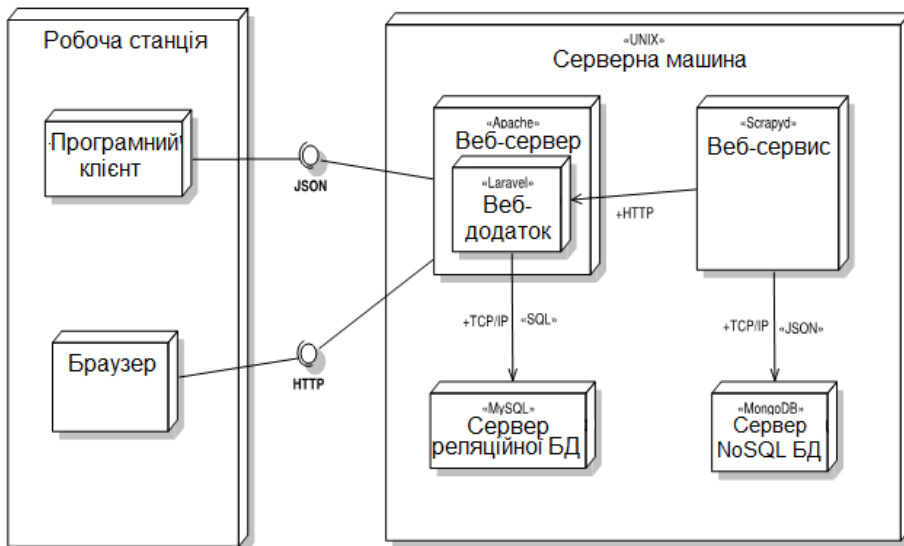 Робоча станція
Програмний
клієнт
JSON
Браузер
HTTP
«UNIX»
Серверна машина
«Apache»
Веб-сервер
«Laravel»
Веб-
додаток
«Scrapyd»
Веб-сервис
+HTTP
+TCP/IP «SQL»
+TCP/IP «JSON»
«MySQL»
Сервер
реляційної БД
«MongoDB»
Сервер
NoSQL БД